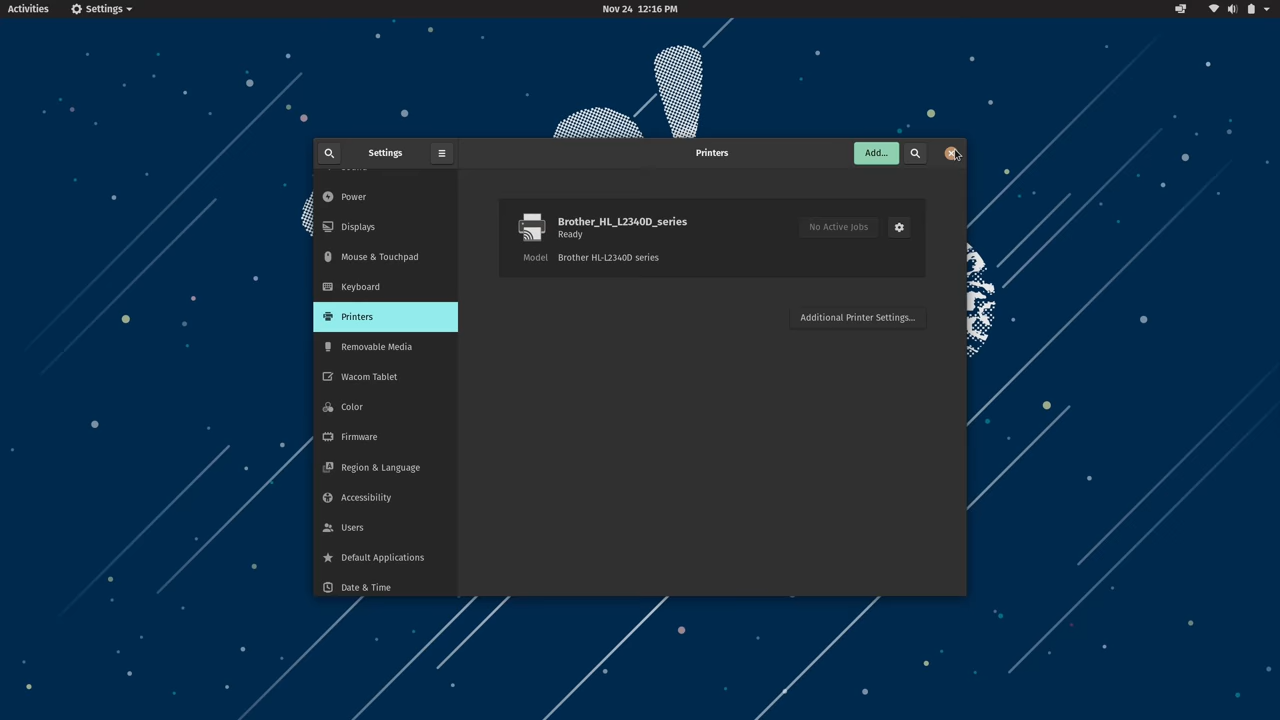 Activities
Settings
Nov 24 12:16 PM
Settings
Printers
Add...
Power
Displays
Mouse & Touchpad
Keyboard
Printers
Removable Media
Wacom Tablet
Color
Firmware
Region & Language
Accessibility
Users
Default Applications
Date & Time
Brother_HL_L2340D_series
Ready
No Active Jobs
Model Brother HL-L2340D series
Additional Printer Settings...